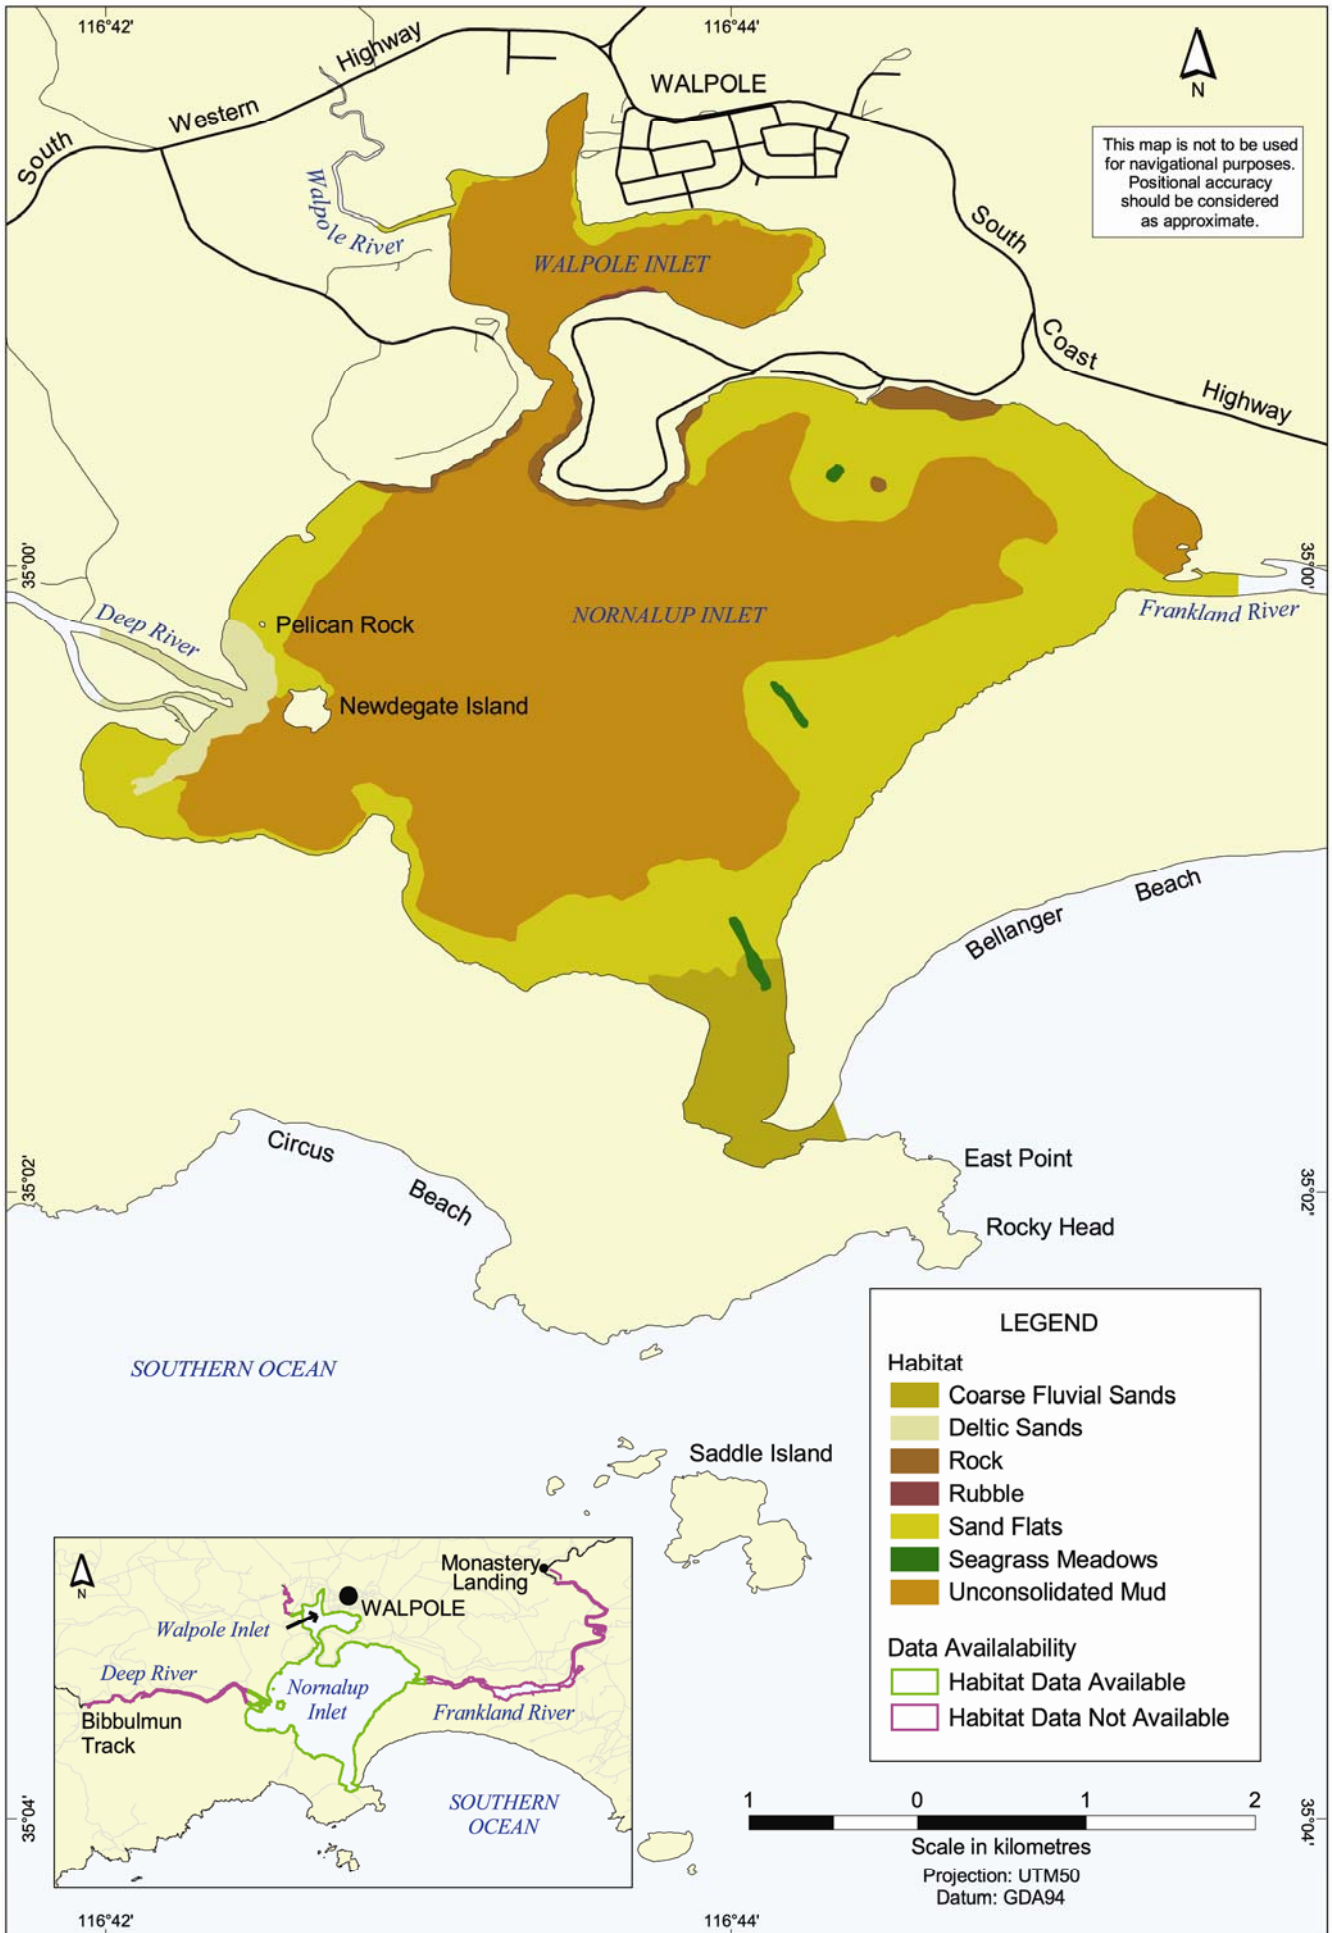 116°42'
116°44'
South
Western
Highway
WALPOLE
N
This map is not to be used
for navigational purposes.
Positional accuracy
should be considered
as approximate.
Walpole River
WALPOLE INLET
South
Coast
Highway
35°00'
35°00'
Deep River
Pelican Rock
NORNALUP INLET
Frankland River
Newdegate Island
Bellanger Beach
Circus
Beach
East Point
35°02'
35°02'
Rocky Head
SOUTHERN OCEAN
Saddle Island
LEGEND
Habitat
Coarse Fluvial Sands
Deltic Sands
Rock
Rubble
Sand Flats
Seagrass Meadows
Unconsolidated Mud
Data Availalability
Habitat Data Available
Habitat Data Not Available
N
Monastery
Landing
WALPOLE
Walpole Inlet
Deep River
Nornalup
Inlet
Frankland River
Bibbulmun
Track
SOUTHERN
OCEAN
1 0 1 2
Scale in kilometres
Projection: UTM50
Datum: GDA94
35°04'
35°04'
116°42'
116°44'